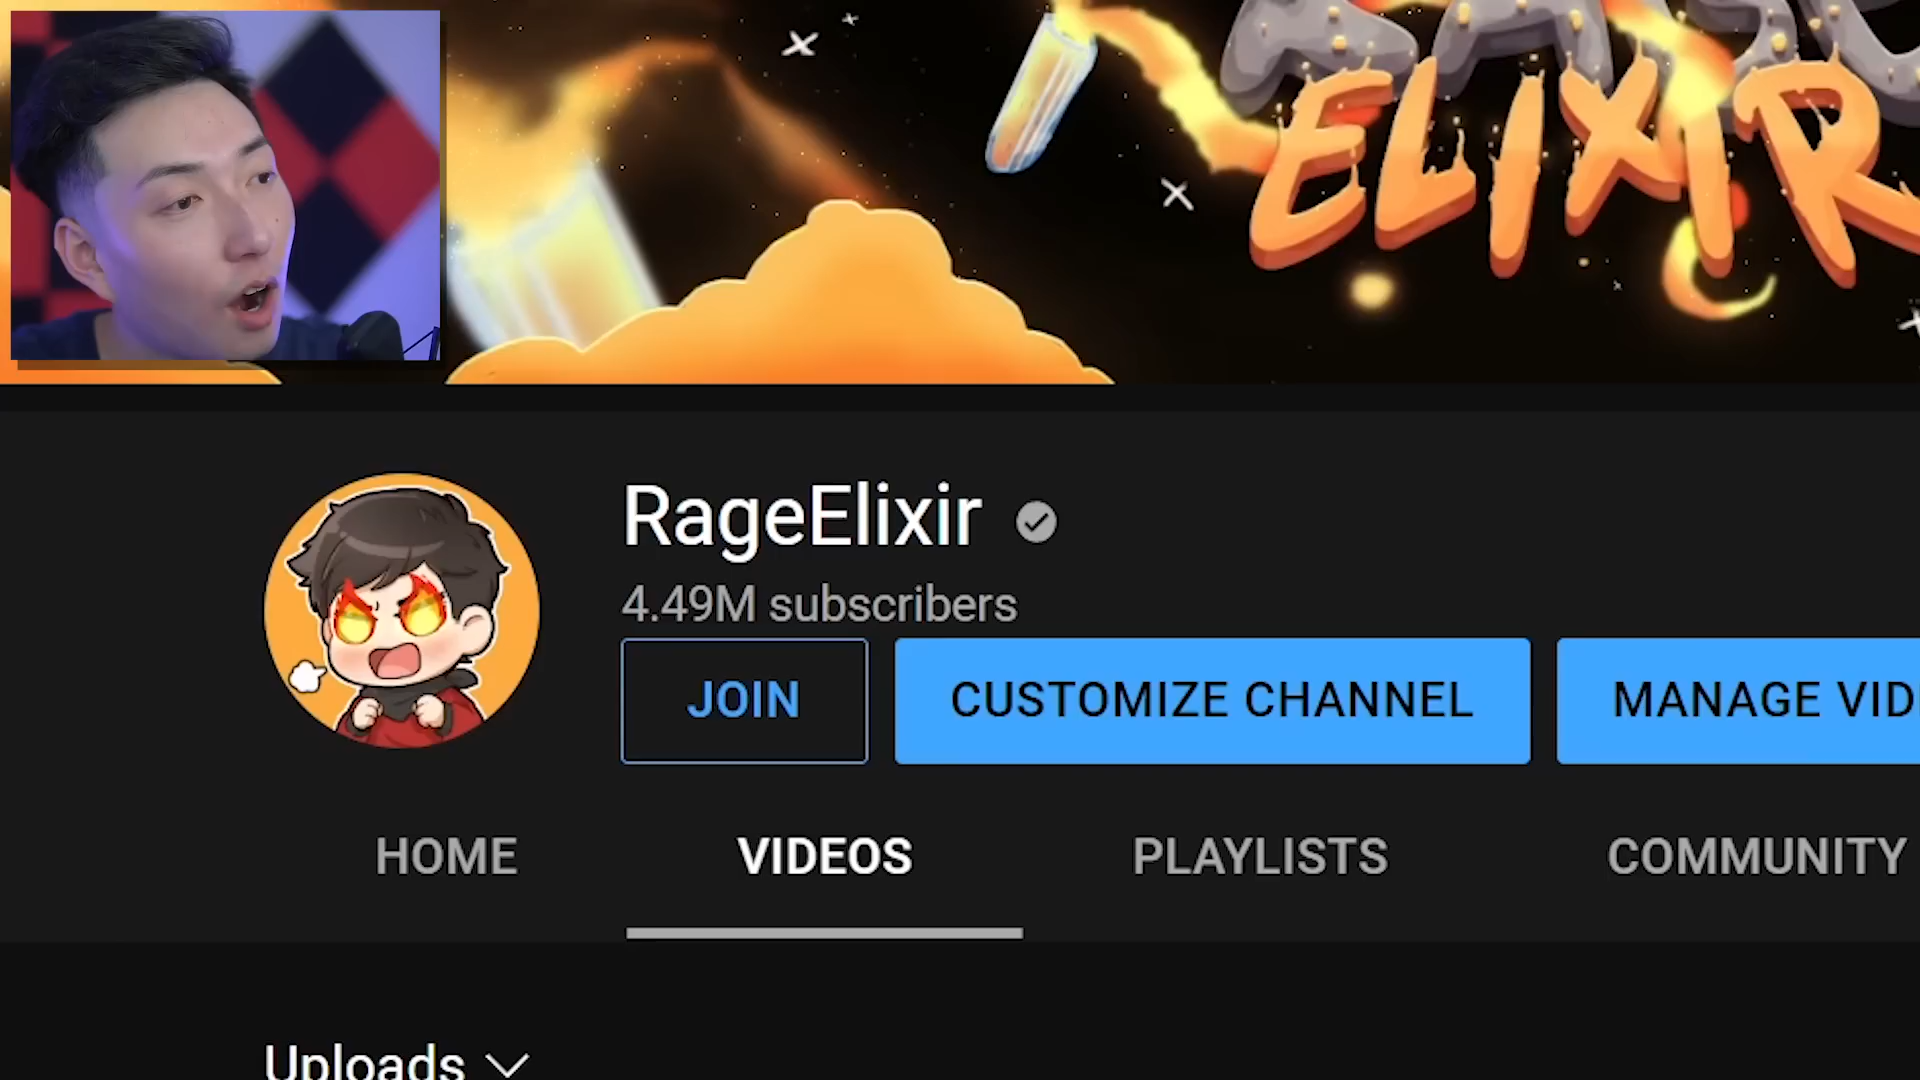 ELIXIR
RageElixir
4.49M subscribers
JOIN
CUSTOMIZE CHANNEL
MANAGE VID
HOME
VIDEOS
PLAYLISTS
COMMUNITY
Uploads